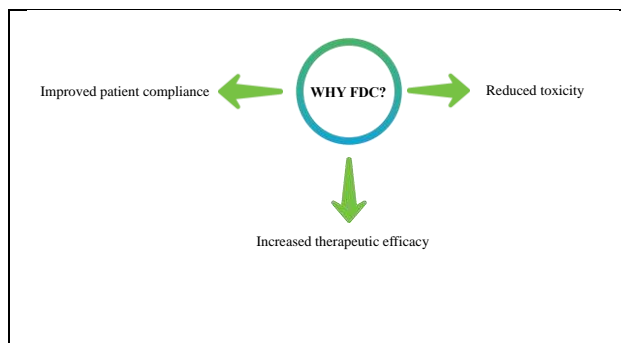 Improved patient compliance
WHY FDC?
Reduced toxicity
Increased therapeutic efficacy